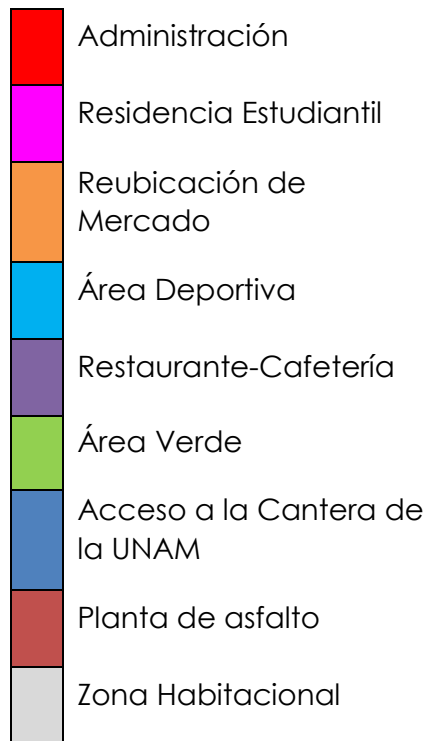 Administración
Residencia Estudiantil
Reubicación de
Mercado
Área Deportiva
Restaurante-Cafetería
Área Verde
Acceso a la Cantera de
la UNAM
Planta de asfalto
Zona Habitacional